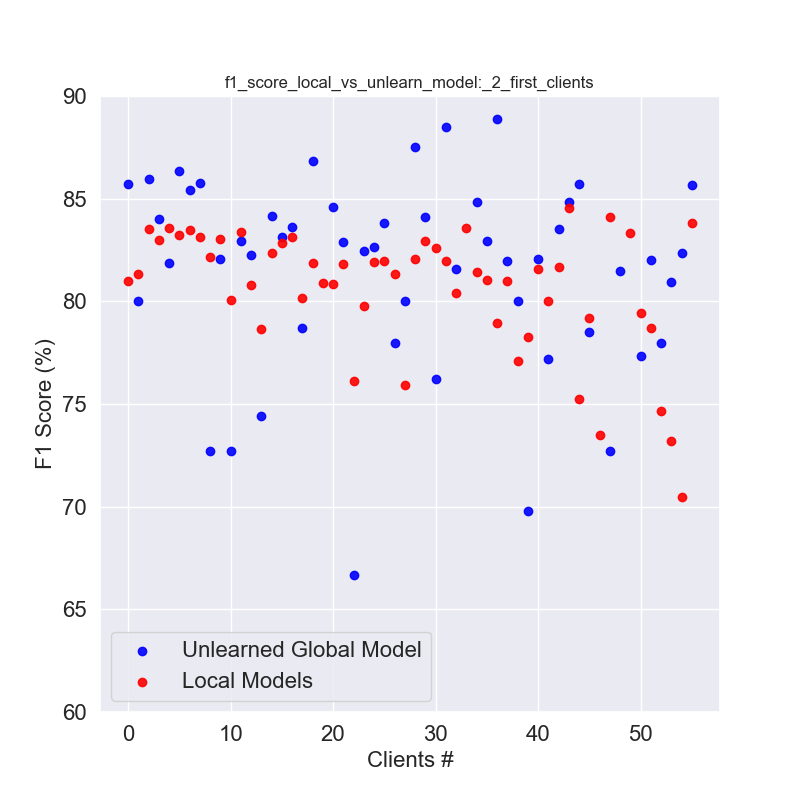 f1_score_local_vs_unlearn_model:_2_first_clients
90
85
80
75
70
65
60
F1 Score (%)
Unlearned Global Model
Local Models
0 10 20 30 40 50
Clients #